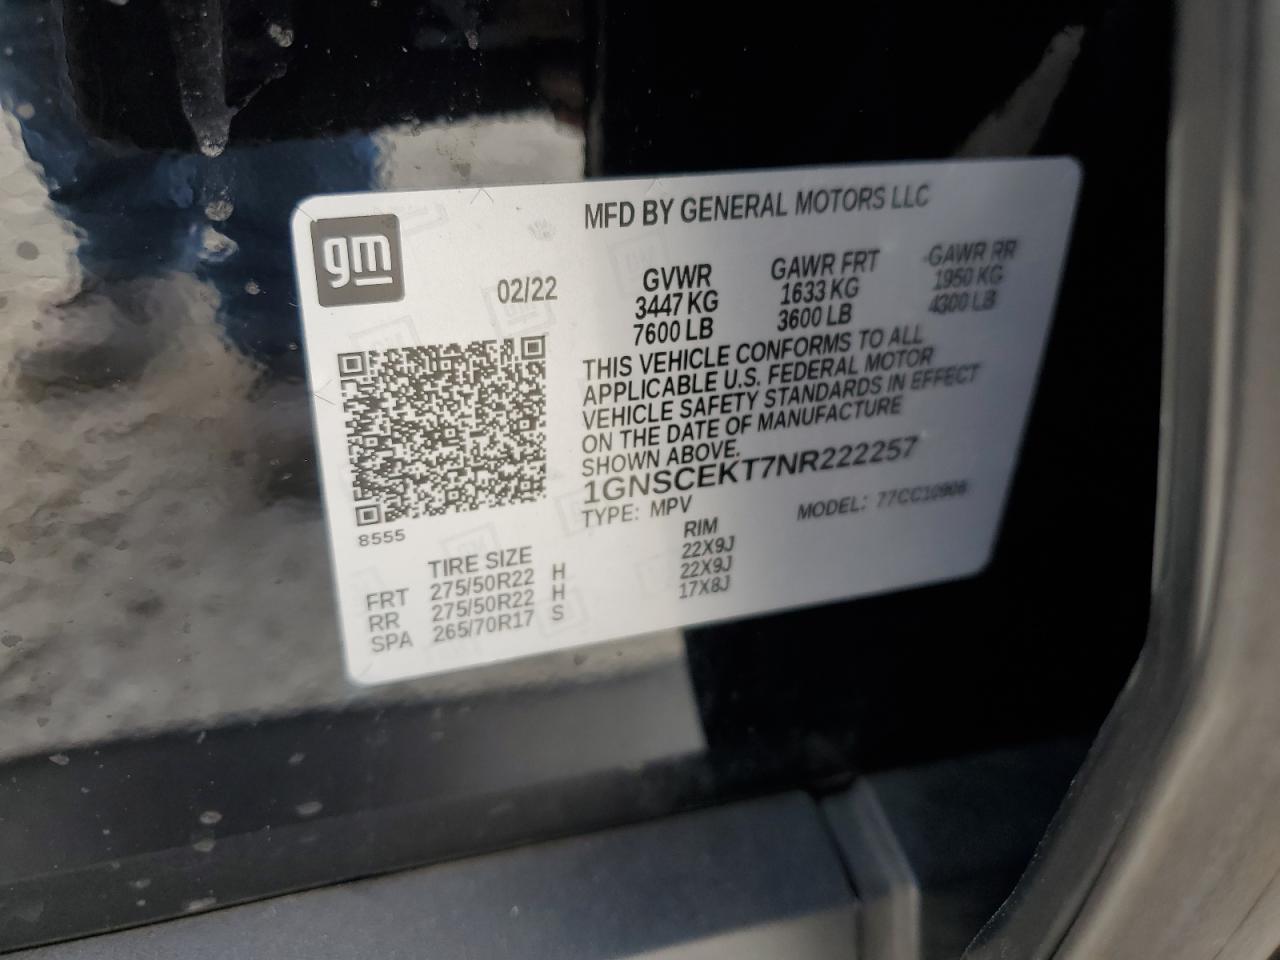 gm
MFD BY GENERAL MOTORS LLC
02/22
GVWR GAWR FRT GAWR RR
3447 KG 1633 KG 1950 KG
7600 LB 3600 LB 4300 LB
THIS VEHICLE CONFORMS TO ALL
APPLICABLE U.S. FEDERAL MOTOR
VEHICLE SAFETY STANDARDS IN EFFECT
ON THE DATE OF MANUFACTURE
SHOWN ABOVE.
1GNSCEKT7NR222257
TYPE: MPV MODEL: 77CC10906
8555
TIRE SIZE RIM
FRT 275/50R22 H 22X9J
RR 275/50R22 H 22X9J
SPA 265/70R17 S 17X8J